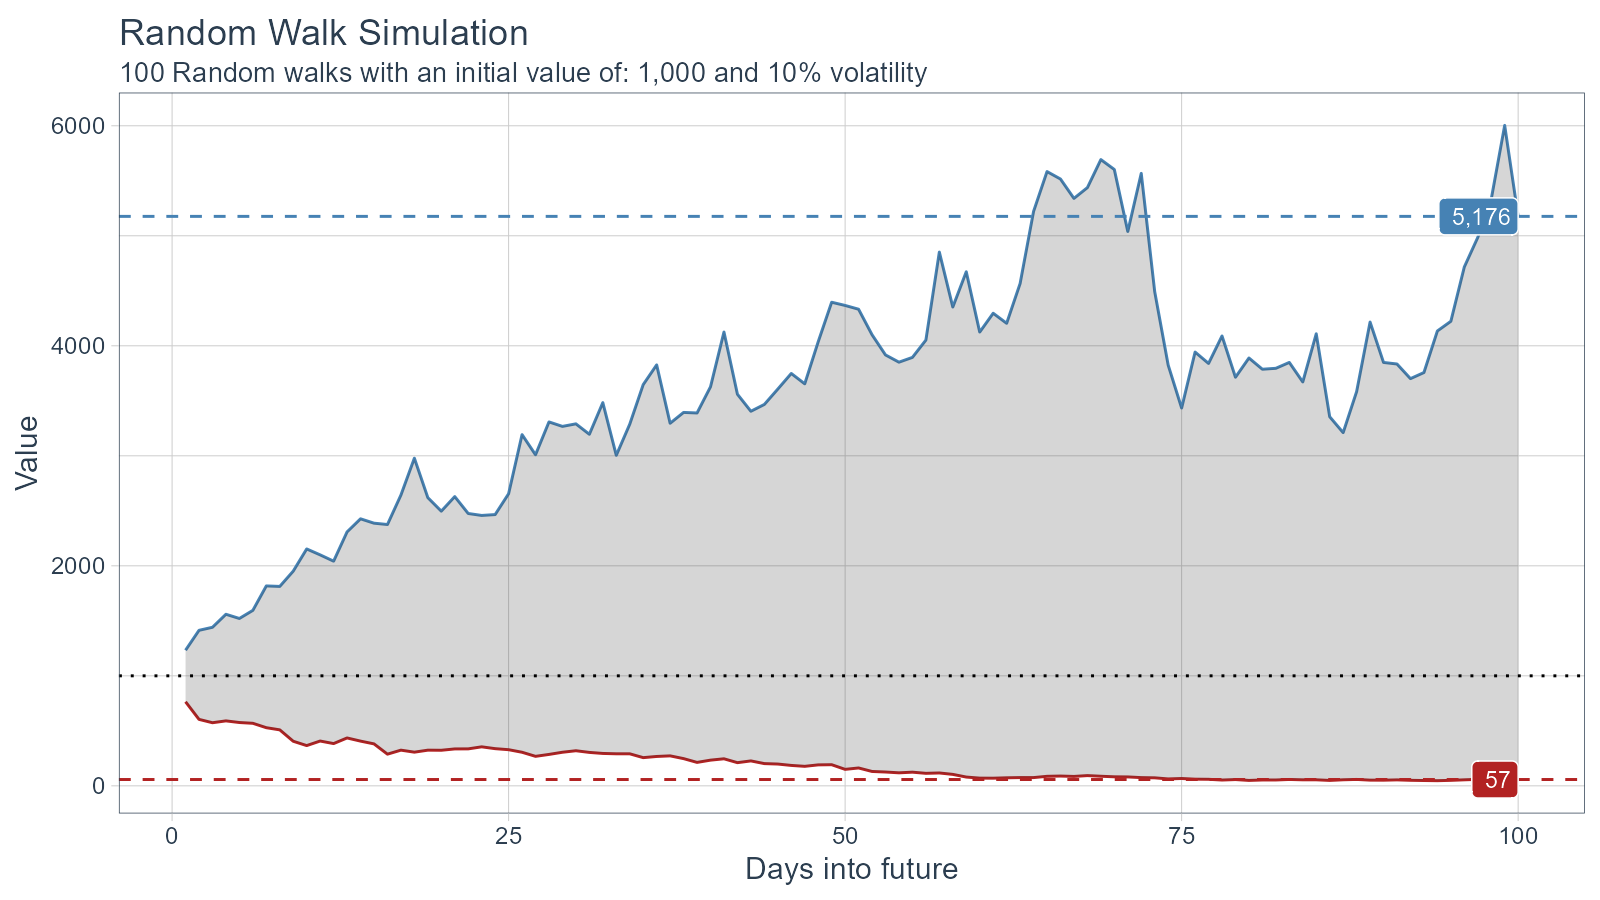 Random Walk Simulation
100 Random walks with an initial value of: 1,000 and 10% volatility
6000
5,176
4000
Value
2000
0
57
0 25 50 75 100
Days into future